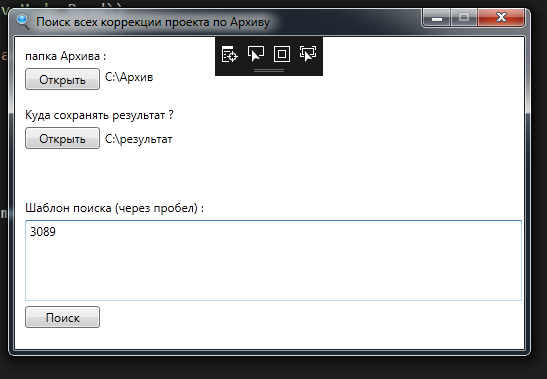 Поиск всех коррекции проекта по Архиву
папка Архива :
Открыть C:\Архив
Куда сохранять результат ?
Открыть C:\результат
Шаблон поиска (через пробел) :
3089
Поиск